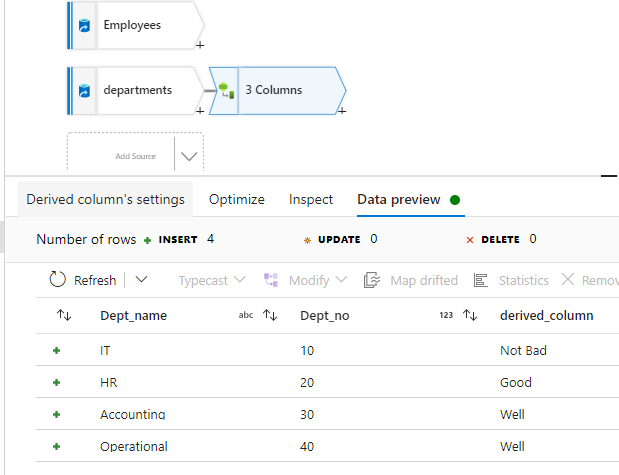 Employees
departments
3 Columns
Add Source
Derived column's settings Optimize Inspect Data preview
Number of rows + INSERT 4 UPDATE 0 × DELETE 0
Refresh Typecast Modify Map drifted Statistics Remov
Dept_name abc Dept_no 123 derived_column
IT 10 Not Bad
HR 20 Good
Accounting 30 Well
Operational 40 Well